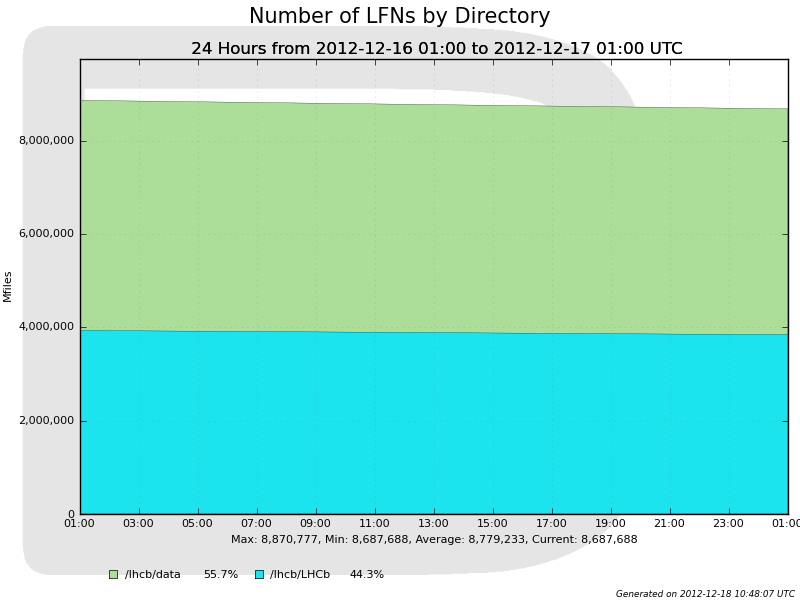 Number of LFNs by Directory
24 Hours from 2012-12-16 01:00 to 2012-12-17 01:00 UTC
8,000,000
6,000,000
Mfiles
4,000,000
2,000,000
0
01:00 03:00 05:00 07:00 09:00 11:00 13:00 15:00 17:00 19:00 21:00 23:00 01:00
Max: 8,870,777, Min: 8,687,688, Average: 8,779,233, Current: 8,687,688
/lhcb/data 55.7% /lhcb/LHCb 44.3%
Generated on 2012-12-18 10:48:07 UTC